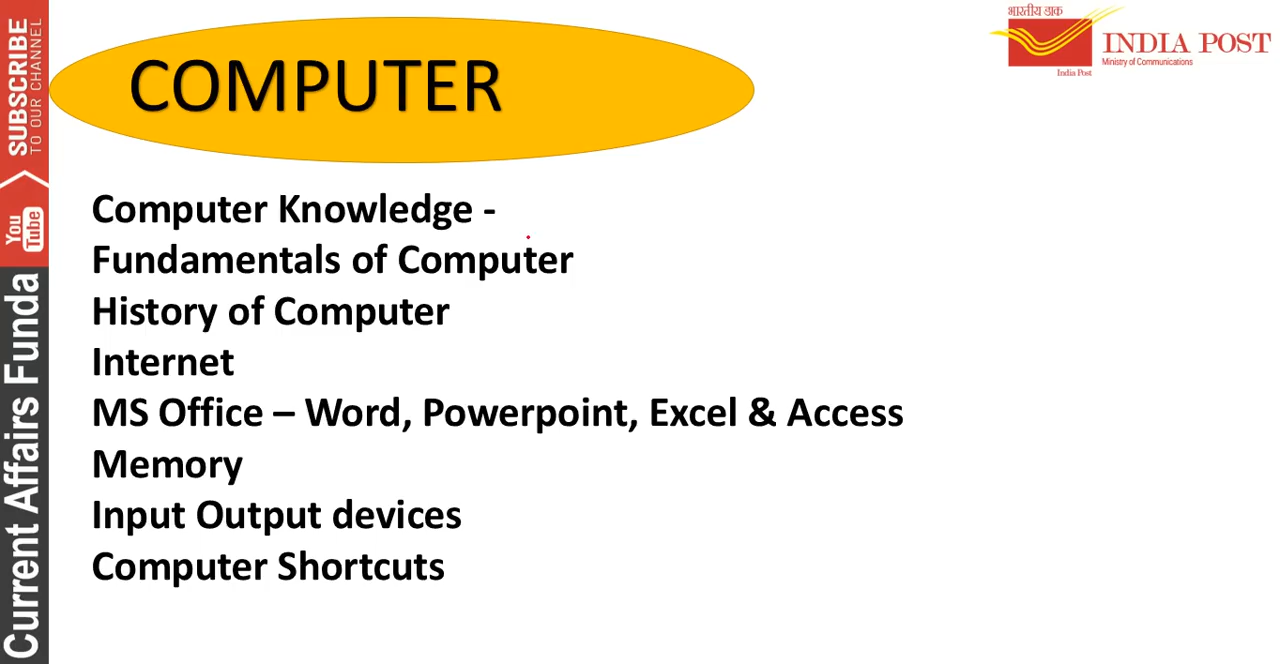 COMPUTER
भारतीय डाक
India Post
INDIA POST
Ministry of Communications
Computer Knowledge -
Fundamentals of Computer
History of Computer
Internet
MS Office – Word, Powerpoint, Excel & Access
Memory
Input Output devices
Computer Shortcuts
SUBSCRIBE
TO OUR CHANNEL
You
Tube
Current Affairs Funda